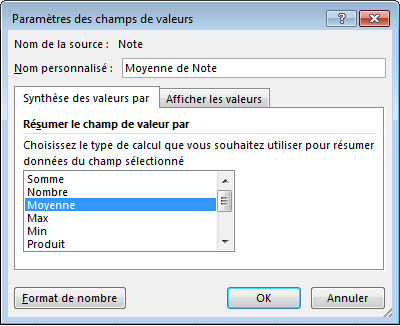 Paramètres des champs de valeurs
Nom de la source : Note
Nom personnalisé : Moyenne de Note
Synthèse des valeurs par Afficher les valeurs
Résumer le champ de valeur par
Choisissez le type de calcul que vous souhaitez utiliser pour résumer
données du champ sélectionné
Somme
Nombre
Moyenne
Max
Min
Produit
Format de nombre OK Annuler